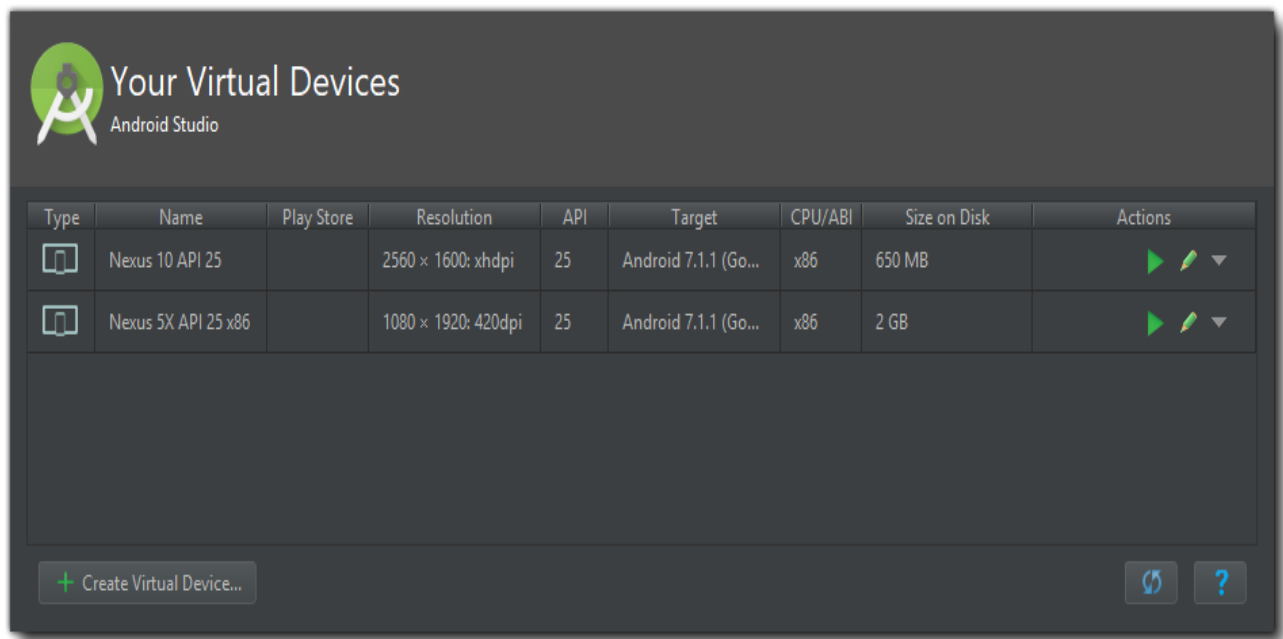 Your Virtual Devices
Android Studio
Type Name Play Store Resolution API Target CPU/ABI Size on Disk Actions
Nexus 10 API 25 2560 × 1600: xhdpi 25 Android 7.1.1 (Go... x86 650 MB
Nexus 5X API 25 x86 1080 × 1920: 420dpi 25 Android 7.1.1 (Go... x86 2 GB
+ Create Virtual Device... ?